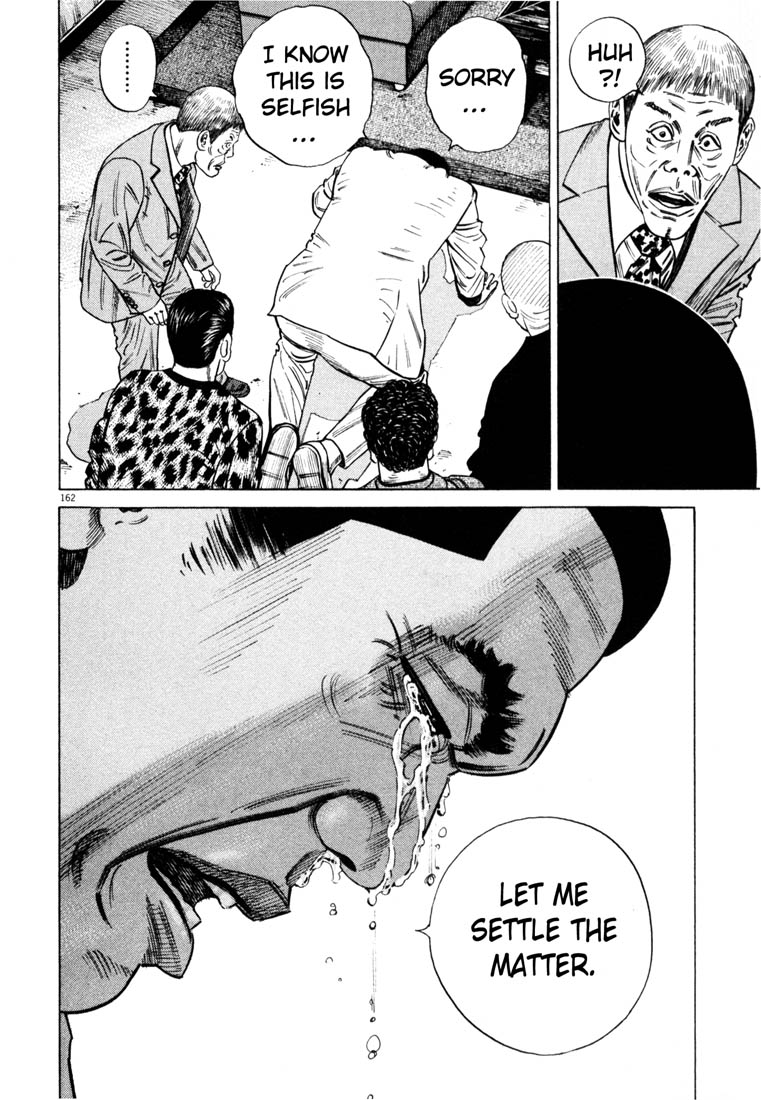 HUH
?!
SORRY
...
I KNOW
THIS IS
SELFISH
...
........
162
LET ME
SETTLE THE
MATTER.